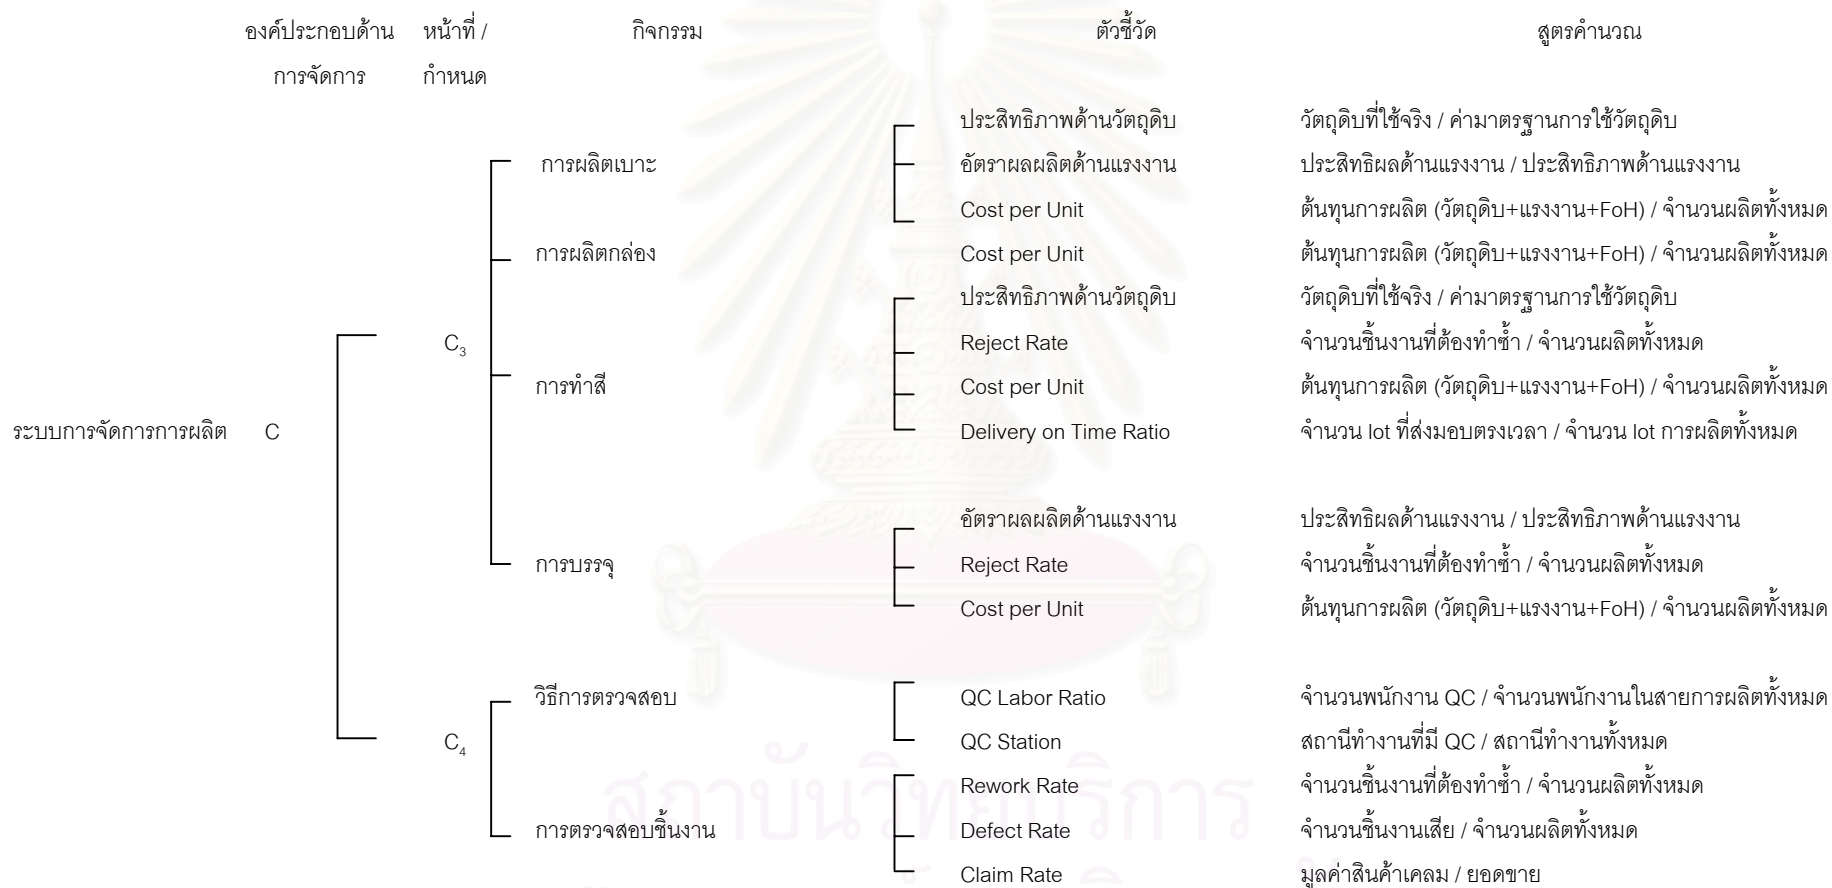 องค์ประกอบด้าน หน้าที่ / กิจกรรม ตัวชี้วัด สูตรคำนวณ
การจัดการ กำหนด
ประสิทธิภาพด้านวัตถุดิบ วัตถุดิบที่ใช้จริง / ค่ามาตรฐานการใช้วัตถุดิบ
การผลิตเบาะ อัตราผลผลิตด้านแรงงาน ประสิทธิผลด้านแรงงาน / ประสิทธิภาพด้านแรงงาน
Cost per Unit ต้นทุนการผลิต (วัตถุดิบ+แรงงาน+FoH) / จำนวนผลิตทั้งหมด
การผลิตกล่อง Cost per Unit ต้นทุนการผลิต (วัตถุดิบ+แรงงาน+FoH) / จำนวนผลิตทั้งหมด
ประสิทธิภาพด้านวัตถุดิบ วัตถุดิบที่ใช้จริง / ค่ามาตรฐานการใช้วัตถุดิบ
C₃ Reject Rate จำนวนชิ้นงานที่ต้องทำซ้ำ / จำนวนผลิตทั้งหมด
การทำสี Cost per Unit ต้นทุนการผลิต (วัตถุดิบ+แรงงาน+FoH) / จำนวนผลิตทั้งหมด
ระบบการจัดการการผลิต C Delivery on Time Ratio จำนวน lot ที่ส่งมอบตรงเวลา / จำนวน lot การผลิตทั้งหมด
อัตราผลผลิตด้านแรงงาน ประสิทธิผลด้านแรงงาน / ประสิทธิภาพด้านแรงงาน
การบรรจุ Reject Rate จำนวนชิ้นงานที่ต้องทำซ้ำ / จำนวนผลิตทั้งหมด
Cost per Unit ต้นทุนการผลิต (วัตถุดิบ+แรงงาน+FoH) / จำนวนผลิตทั้งหมด
วิธีการตรวจสอบ QC Labor Ratio จำนวนพนักงาน QC / จำนวนพนักงานในสายการผลิตทั้งหมด
C₄ QC Station สถานีทำงานที่มี QC / สถานีทำงานทั้งหมด
Rework Rate จำนวนชิ้นงานที่ต้องทำซ้ำ / จำนวนผลิตทั้งหมด
สถาบันวิทยบริการ
การตรวจสอบชิ้นงาน Defect Rate จำนวนชิ้นงานเสีย / จำนวนผลิตทั้งหมด
Claim Rate มูลค่าสินค้าเคลม / ยอดขาย